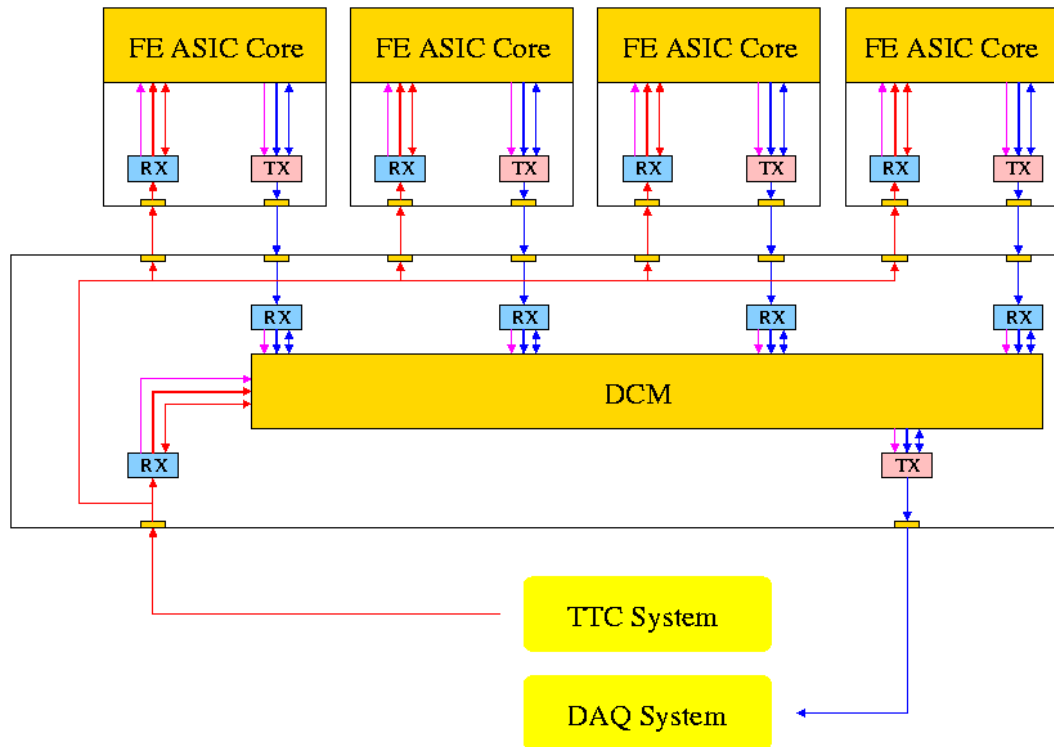 FE ASIC Core
FE ASIC Core
FE ASIC Core
FE ASIC Core
RX
TX
RX
TX
RX
TX
RX
TX
RX
RX
RX
RX
DCM
RX
TX
TTC System
DAQ System